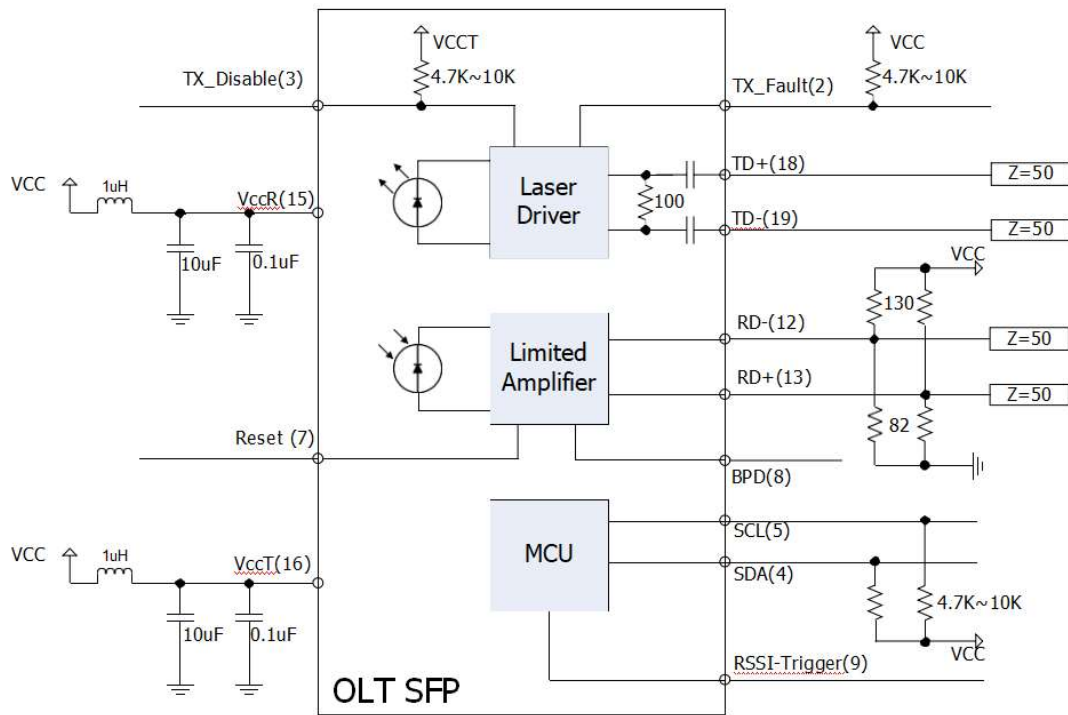 VCCT
4.7K~10K
TX_Disable(3)
VCC
4.7K~10K
TX_Fault(2)
VCC
1uH
VccR(15)
10uF
0.1uF
Laser
Driver
100
TD+(18)
Z=50
TD-(19)
Z=50
VCC
130
RD-(12)
Z=50
Limited
Amplifier
RD+(13)
Z=50
82
Reset (7)
BPD(8)
MCU
SCL(5)
SDA(4)
4.7K~10K
VCC
VCC
1uH
VccT(16)
10uF
0.1uF
RSSI-Trigger(9)
OLT SFP